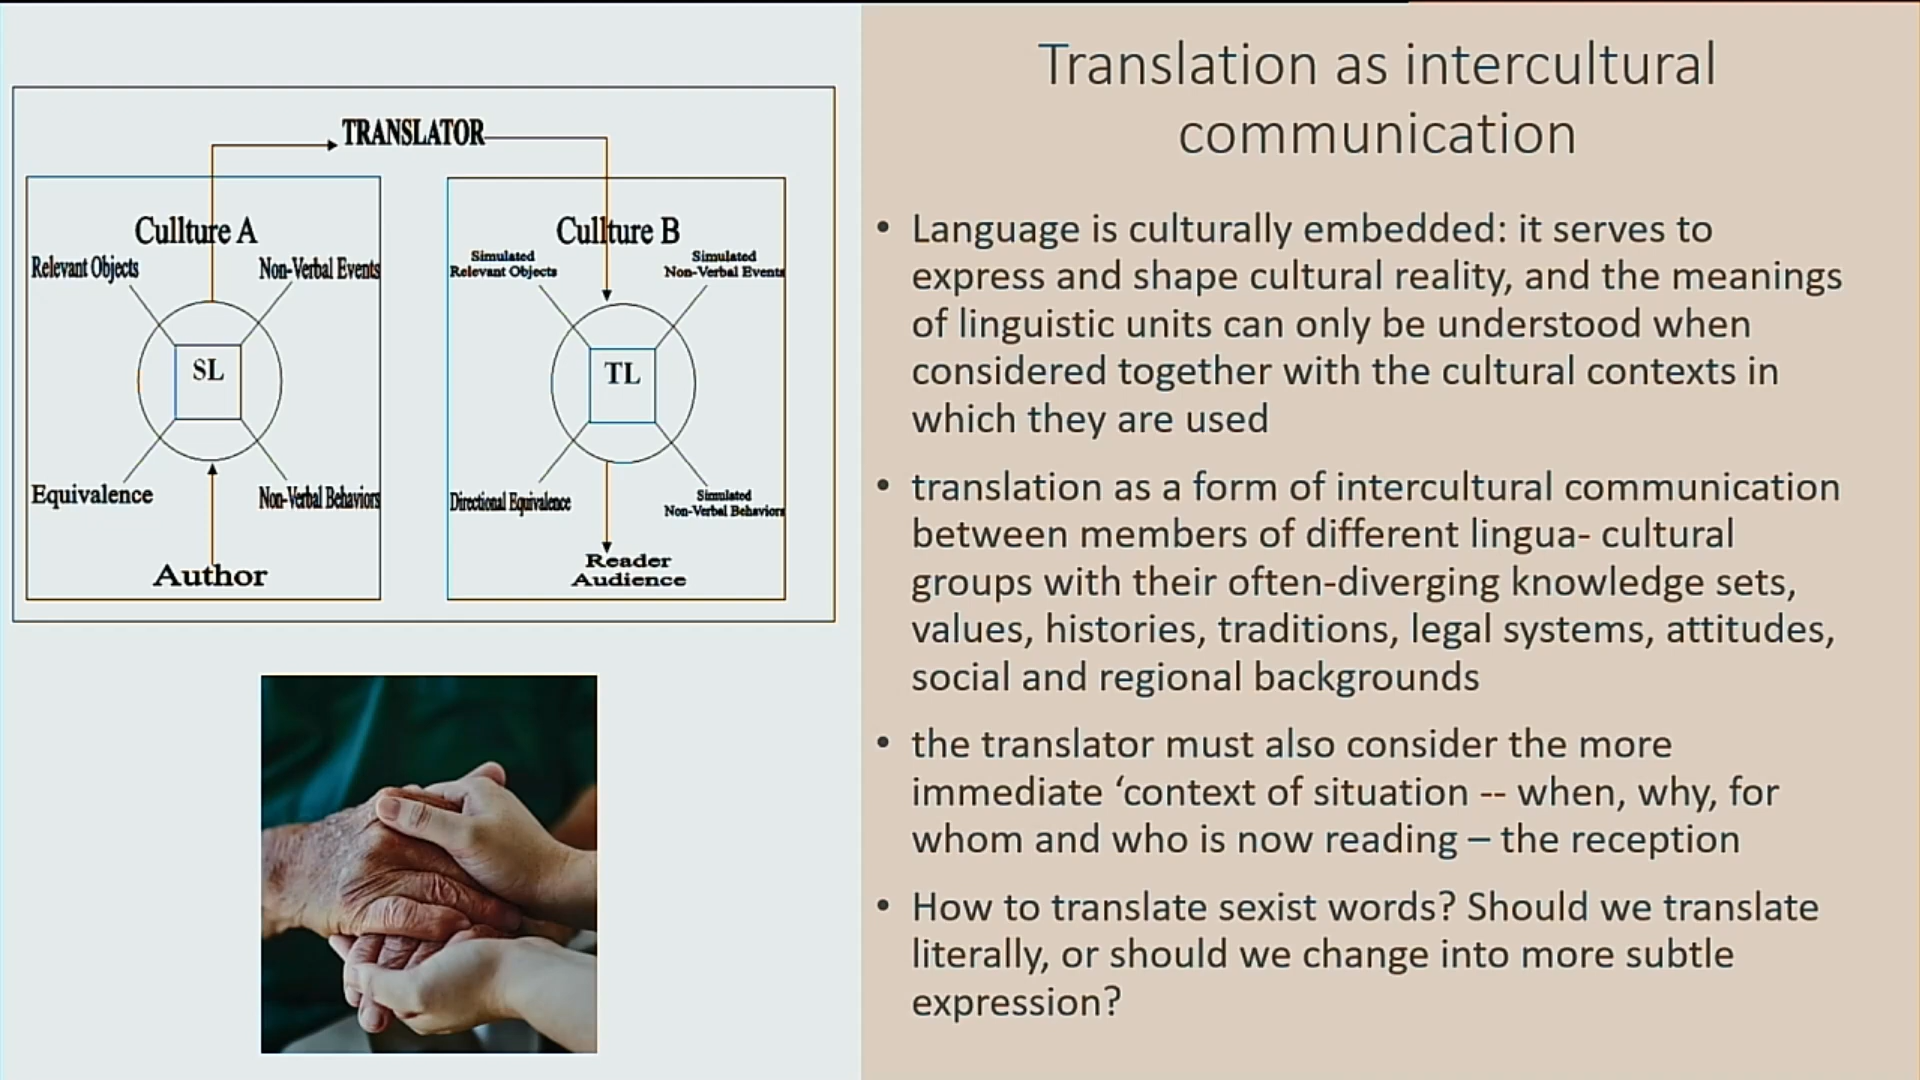 TRANSLATOR
Cullture A
Relevant Objects
Non-Verbal Events
SL
Equivalence
Non-Verbal Behaviors
Author
Cullture B
Simulated
Relevant Objects
Simulated
Non-Verbal Events
TL
Directional Equivalence
Simulated
Non-Verbal Behaviors
Reader
Audience
Translation as intercultural
communication
• Language is culturally embedded: it serves to
express and shape cultural reality, and the meanings
of linguistic units can only be understood when
considered together with the cultural contexts in
which they are used
• translation as a form of intercultural communication
between members of different lingua- cultural
groups with their often-diverging knowledge sets,
values, histories, traditions, legal systems, attitudes,
social and regional backgrounds
• the translator must also consider the more
immediate ‘context of situation -- when, why, for
whom and who is now reading – the reception
• How to translate sexist words? Should we translate
literally, or should we change into more subtle
expression?